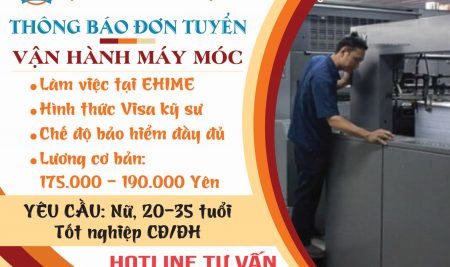 THÔNG BÁO ĐƠN TUYỂN
VẬN HÀNH MÁY MÓC
Làm việc tại EHIME
Hình thức Visa kỹ sư
Chế độ bảo hiểm đầy đủ
Lương cơ bản:
175.000 - 190.000 Yên
YÊU CẦU: Nữ, 20-35 tuổi
Tốt nghiệp CĐ/ĐH
HOTLINE TƯ VẤN